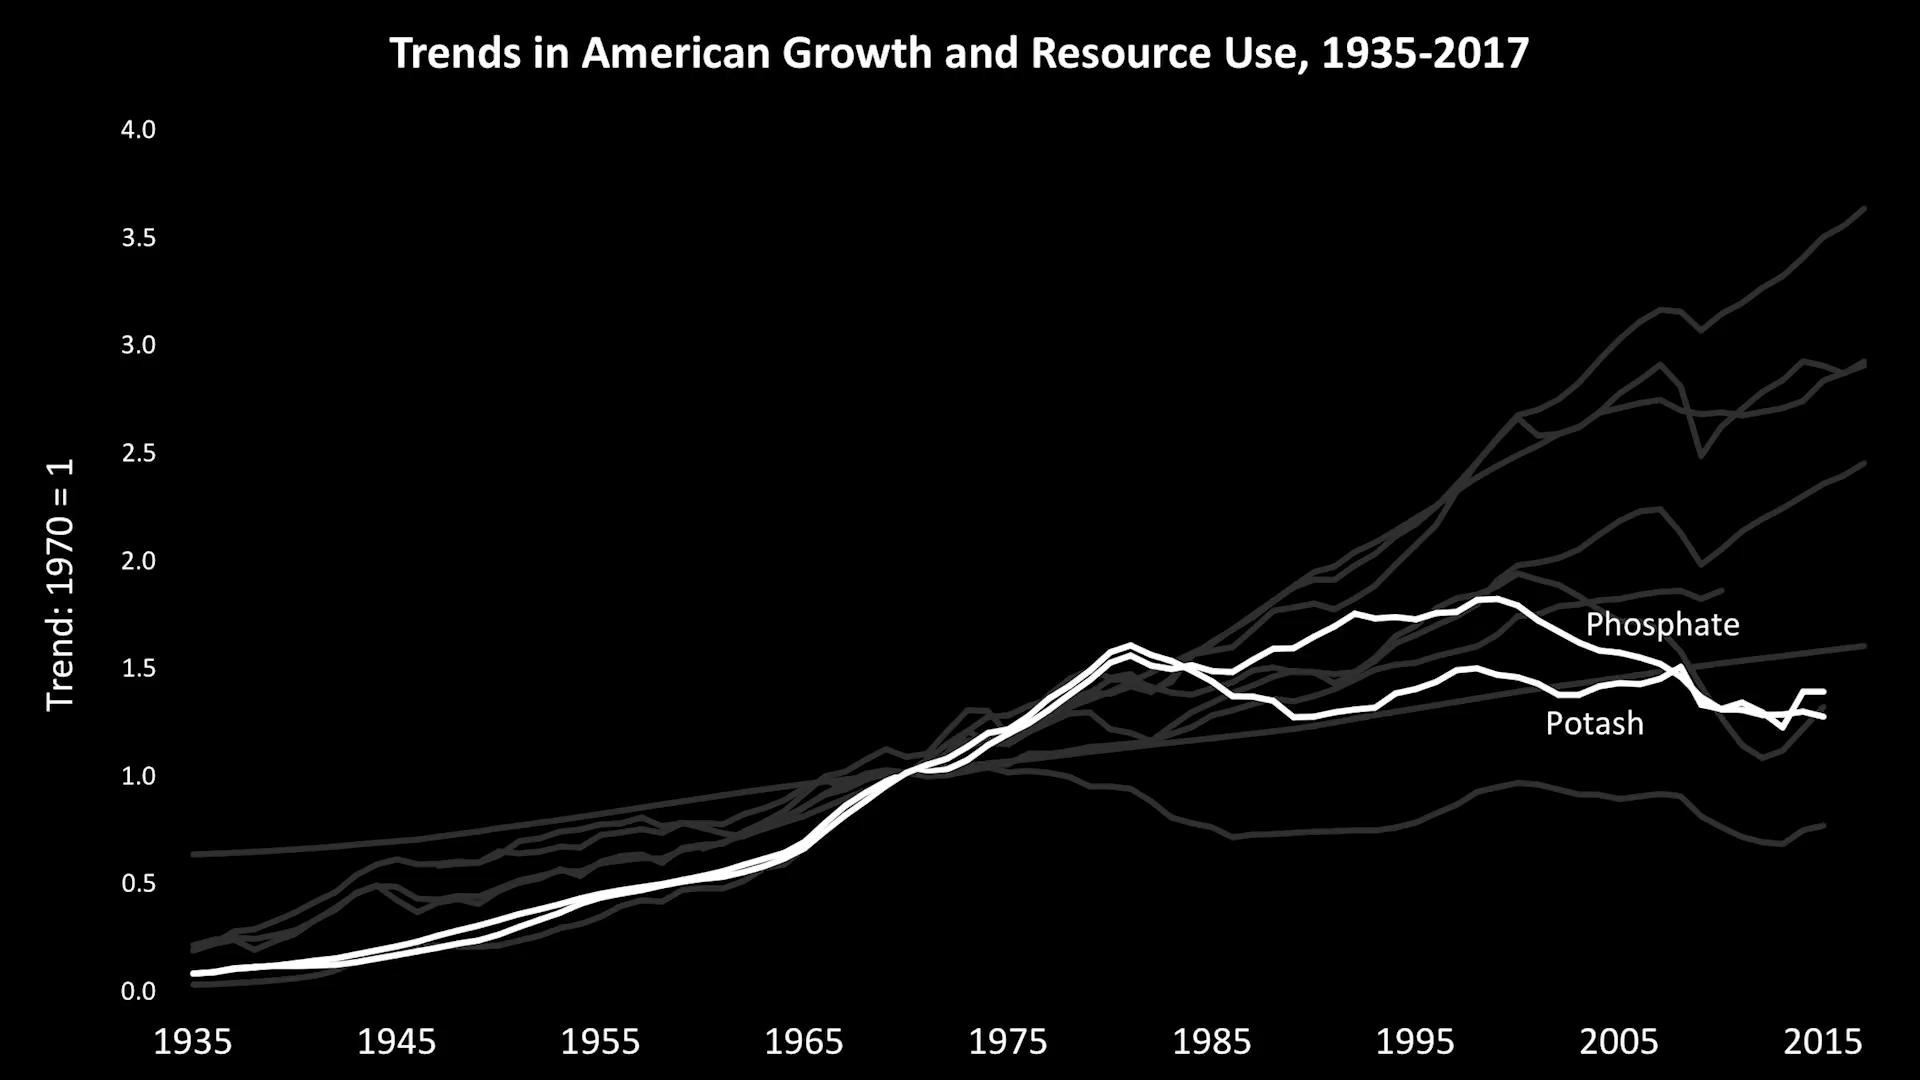 Trends in American Growth and Resource Use, 1935-2017
4.0
3.5
3.0
2.5
2.0
1.5
1.0
0.5
0.0
Trend: 1970 = 1
Phosphate
Potash
1935 1945 1955 1965 1975 1985 1995 2005 2015